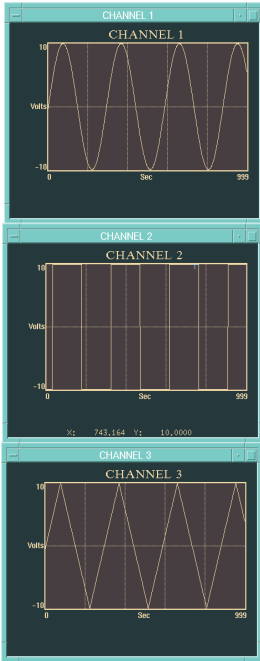 CHANNEL 1
CHANNEL 1
10
Volts
-10
0 Sec 999
CHANNEL 2
CHANNEL 2
10
Volts
-10
0 Sec 999
X: 743.164 Y: 10.0000
CHANNEL 3
CHANNEL 3
10
Volts
-10
0 Sec 999